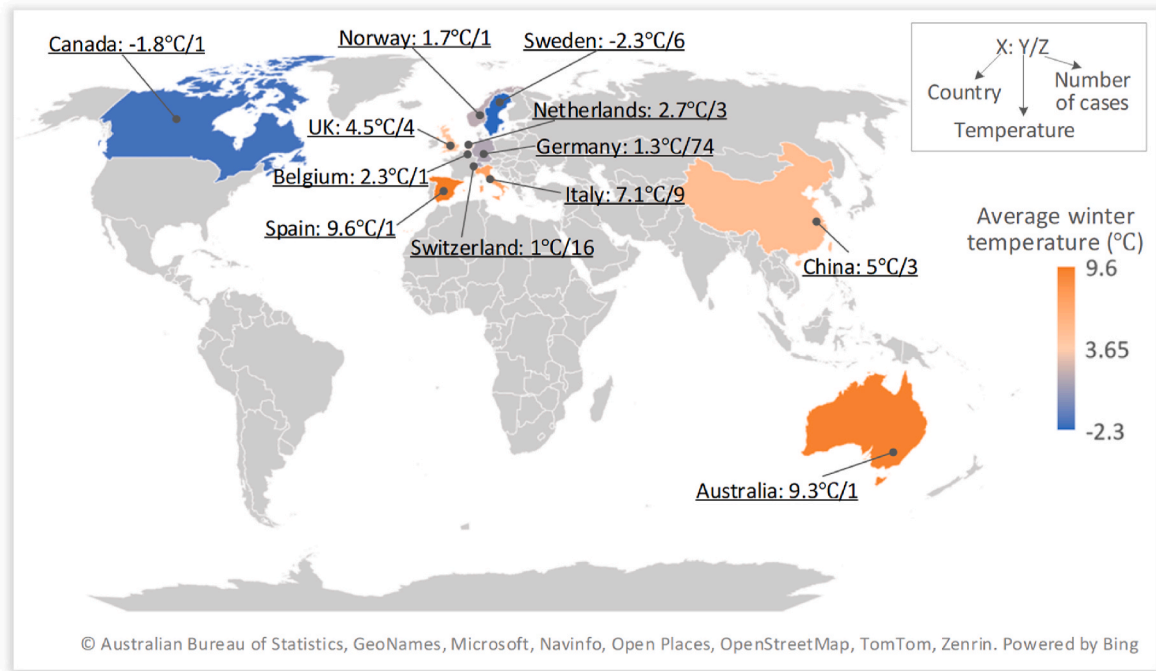 Canada: -1.8℃/1
Norway: 1.7℃/1
Sweden: -2.3℃/6
X: Y/Z
Country
Number
of cases
Temperature
Netherlands: 2.7℃/3
UK: 4.5℃/4
Germany: 1.3℃/74
Belgium: 2.3℃/1
Italy: 7.1℃/9
Spain: 9.6℃/1
Switzerland: 1℃/16
China: 5℃/3
Average winter
temperature (℃)
9.6
3.65
-2.3
Australia: 9.3℃/1
© Australian Bureau of Statistics, GeoNames, Microsoft, Navinfo, Open Places, OpenStreetMap, TomTom, Zenrin. Powered by Bing